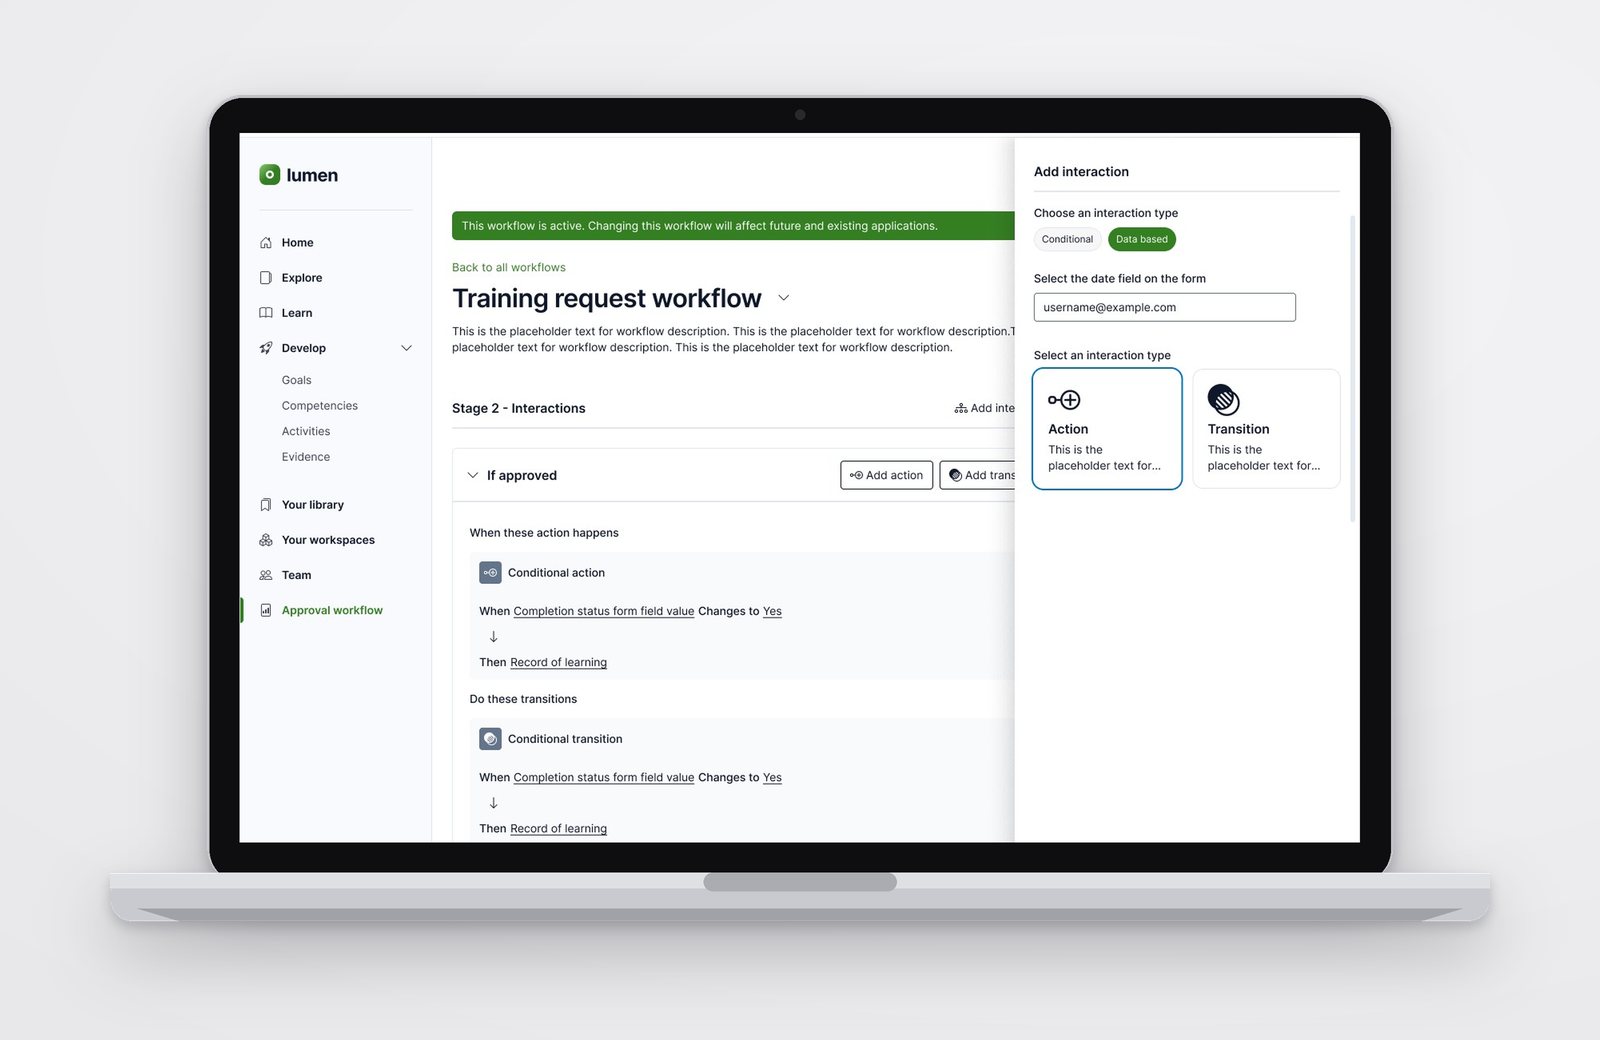 lumen
Home
Explore
Learn
Develop
Goals
Competencies
Activities
Evidence
Your library
Your workspaces
Team
Approval workflow
This workflow is active. Changing this workflow will affect future and existing applications.
Back to all workflows
Training request workflow
This is the placeholder text for workflow description. This is the placeholder text for workflow description.T
placeholder text for workflow description. This is the placeholder text for workflow description.
Stage 2 - Interactions
Add inte
If approved
Add action
Add trans
When these action happens
Conditional action
When Completion status form field value Changes to Yes
Then Record of learning
Do these transitions
Conditional transition
When Completion status form field value Changes to Yes
Then Record of learning
Add interaction
Choose an interaction type
Conditional
Data based
Select the date field on the form
username@example.com
Select an interaction type
Action
This is the
placeholder text for...
Transition
This is the
placeholder text for...